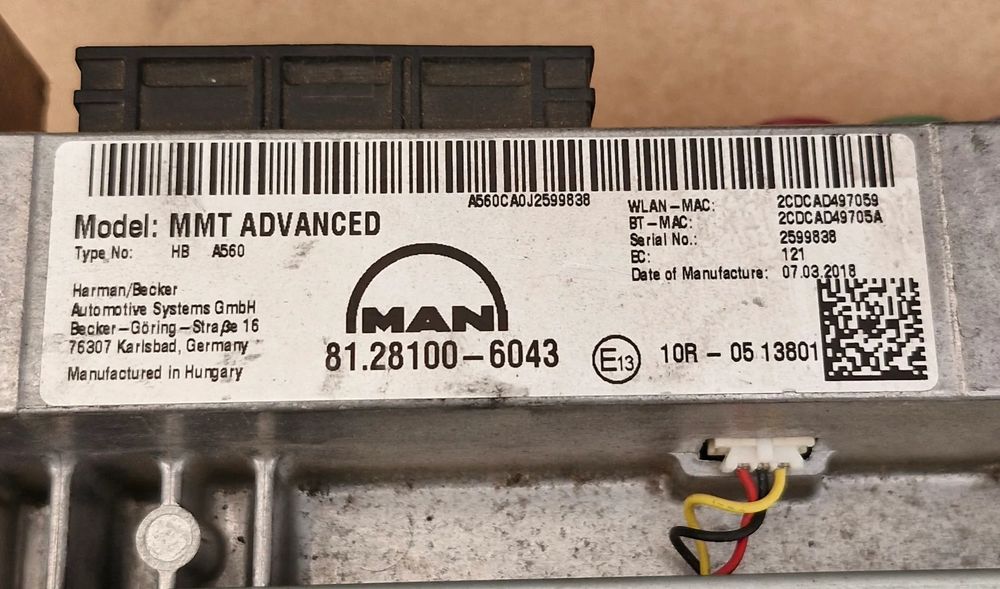 A560CA0J2599838
Model: MMT ADVANCED
Type No: HB A560
Harman/Becker
Automotive Systems GmbH
Becker-Göring-Straße 16
76307 Karlsbad, Germany
Manufactured in Hungary
MAN
81.28100-6043
WLAN-MAC: 2CDCAD497059
BT-MAC: 2CDCAD49705A
Serial No.: 2599838
EC: 121
Date of Manufacture: 07.03.2018
E13 10R - 05 13801